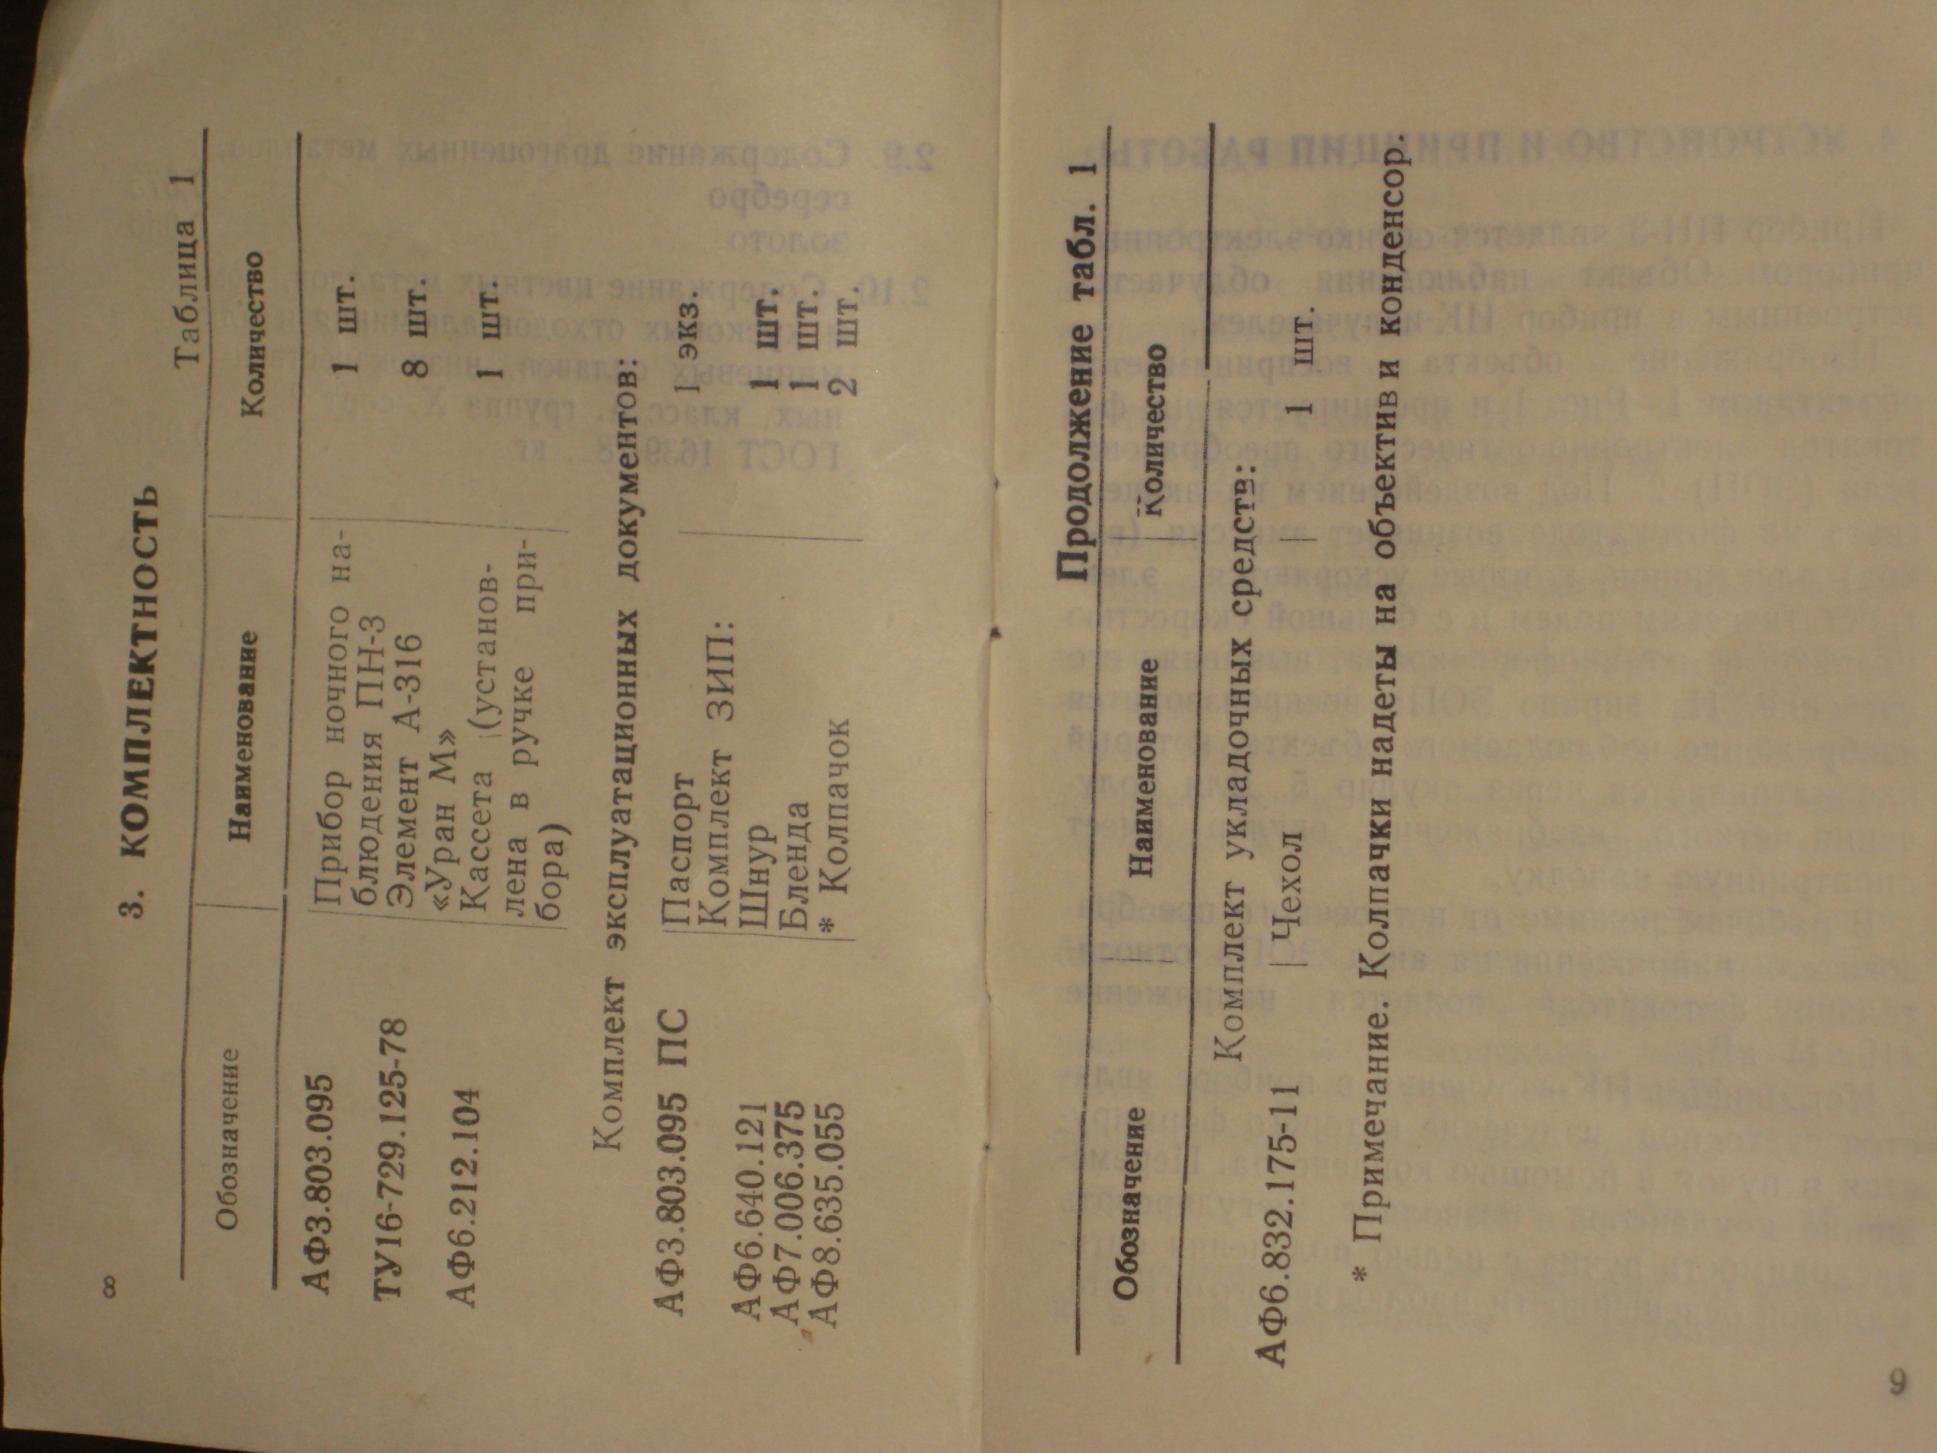 8
3. КОМПЛЕКТНОСТЬ
Таблица 1
Обозначение Наименование Количество
АФ3.803.095 Прибор ночного на- 1 шт.
блюдения ПН-3
ТУ16-729.125-78 Элемент А-316 8 шт.
«Уран М»
АФ6.212.104 Кассета (установ- 1 шт.
лена в ручке при-
бора)
Комплект эксплуатационных документов:
АФ3.803.095 ПС Паспорт 1 экз.
Комплект ЗИП:
АФ6.640.121 Шнур 1 шт.
АФ7.006.375 Бленда 1 шт.
АФ8.635.055 * Колпачок 2 шт.
Продолжение табл. 1
Обозначение Наименование Количество
Комплект укладочных средств:
АФ6.832.175-11 Чехол 1 шт.
* Примечание. Колпачки надеты на объектив и конденсор.
9